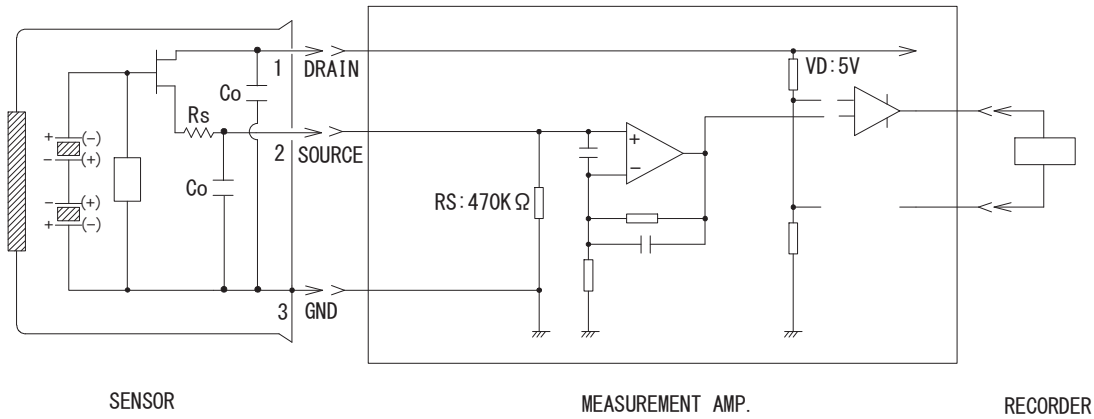 1 DRAIN
Co
VD:5V
Rs
+ (-)
- (+)
2 SOURCE
- (+)
+ (-)
Co
RS:470KΩ
+
-
3 GND
SENSOR
MEASUREMENT AMP.
RECORDER